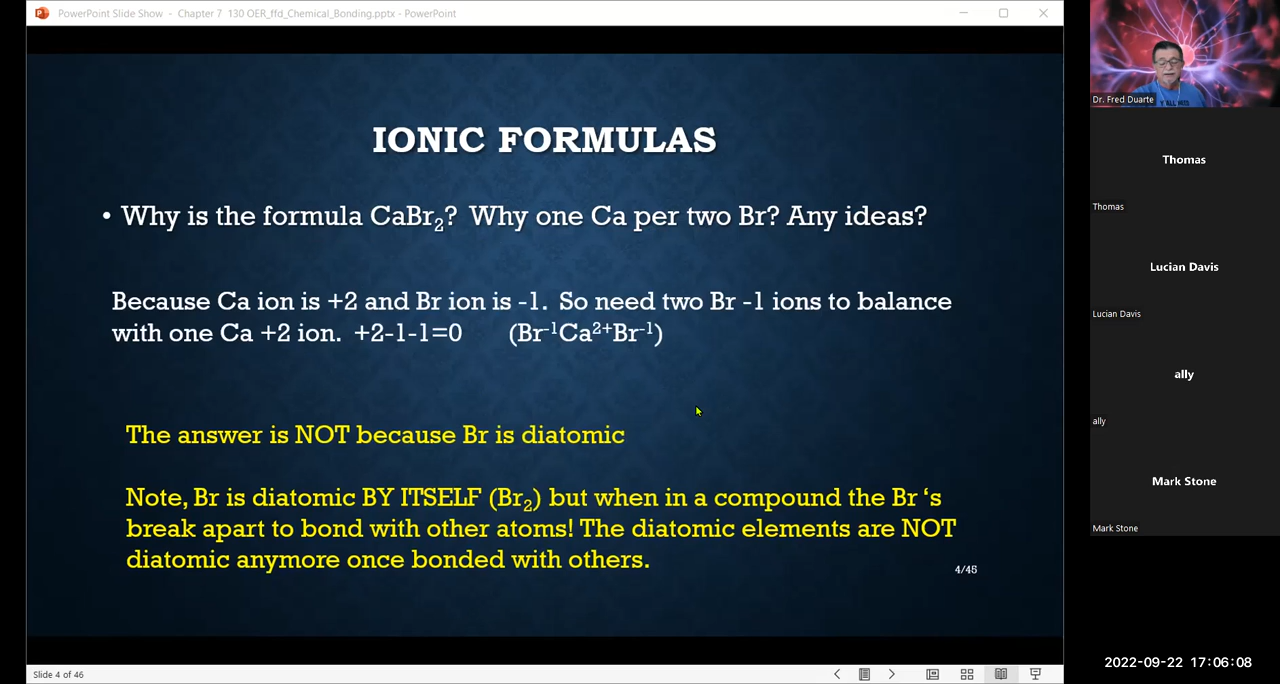 PowerPoint Slide Show - Chapter 7 130 OER_ffd_Chemical_Bonding.pptx - PowerPoint
IONIC FORMULAS
• Why is the formula CaBr₂? Why one Ca per two Br? Any ideas?
Because Ca ion is +2 and Br ion is -1. So need two Br -1 ions to balance
with one Ca +2 ion. +2-1-1=0 (Br⁻¹Ca²⁺Br⁻¹)
The answer is NOT because Br is diatomic
Note, Br is diatomic BY ITSELF (Br₂) but when in a compound the Br ‘s
break apart to bond with other atoms! The diatomic elements are NOT
diatomic anymore once bonded with others.
4/45
Slide 4 of 46
Y'ALL
Dr. Fred Duarte
Thomas
Thomas
Lucian Davis
Lucian Davis
ally
ally
Mark Stone
Mark Stone
2022-09-22 17:06:08